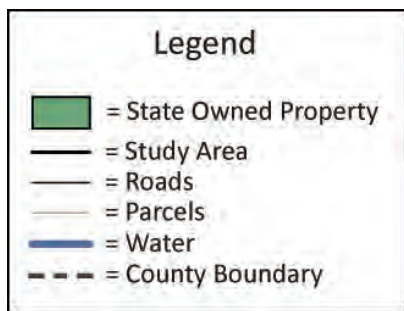 Legend
= State Owned Property
= Study Area
= Roads
= Parcels
= Water
= County Boundary